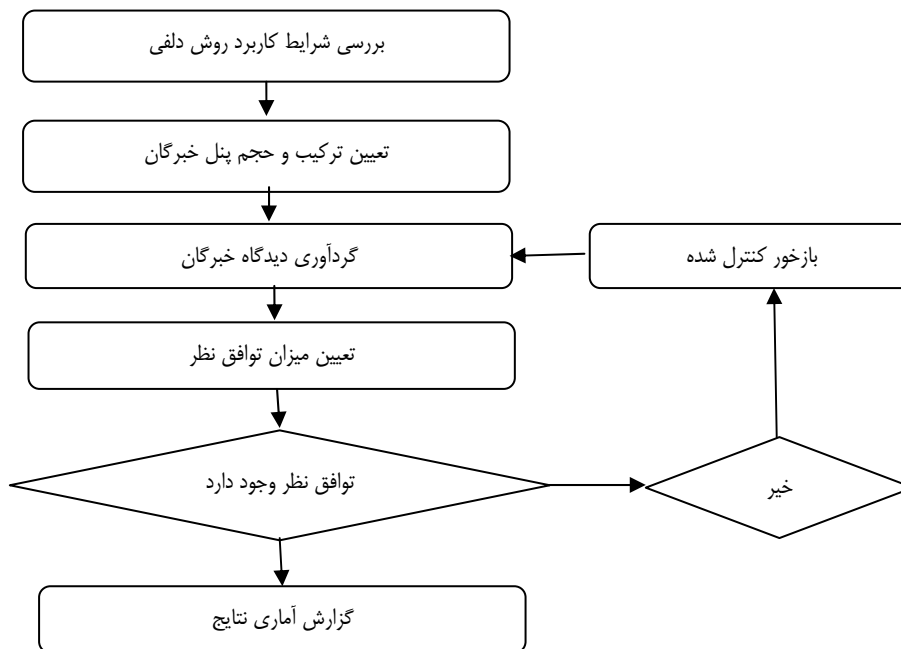 بررسی شرایط کاربرد روش دلفی
تعیین ترکیب و حجم پنل خبرگان
گردآوری دیدگاه خبرگان
بازخور کنترل شده
تعیین میزان توافق نظر
توافق نظر وجود دارد
خیر
گزارش آماری نتایج